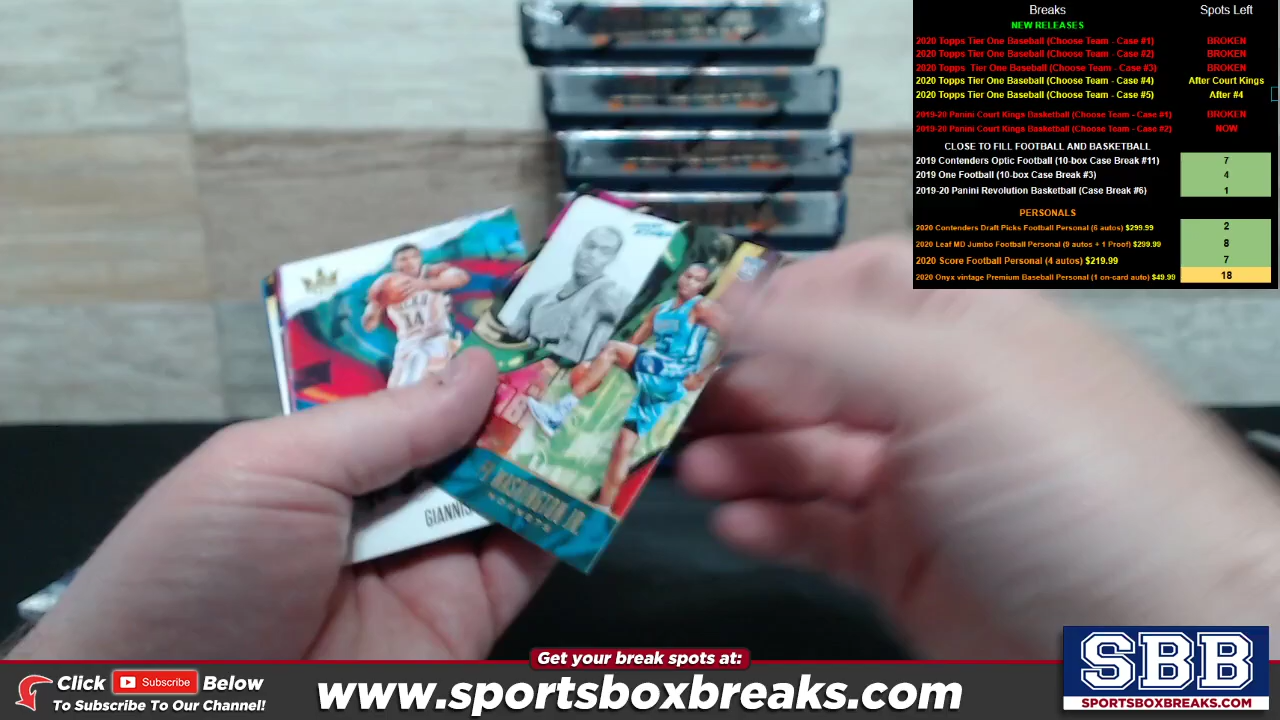 Breaks Spots Left
NEW RELEASES
2020 Topps Tier One Baseball (Choose Team - Case #1) BROKEN
2020 Topps Tier One Baseball (Choose Team - Case #2) BROKEN
2020 Topps Tier One Baseball (Choose Team - Case #3) BROKEN
2020 Topps Tier One Baseball (Choose Team - Case #4) After Court Kings
2020 Topps Tier One Baseball (Choose Team - Case #5) After #4
2019-20 Panini Court Kings Basketball (Choose Team - Case #1) BROKEN
2019-20 Panini Court Kings Basketball (Choose Team - Case #2) NOW
CLOSE TO FILL FOOTBALL AND BASKETBALL
2019 Contenders Optic Football (10-box Case Break #11) 7
2019 One Football (10-box Case Break #3) 4
2019-20 Panini Revolution Basketball (Case Break #6) 1
PERSONALS
2020 Contenders Draft Picks Football Personal (6 autos) $299.99 2
2020 Leaf MD Jumbo Football Personal (9 autos + 1 Proof) $299.99 8
2020 Score Football Personal (4 autos) $219.99 7
2020 Onyx vintage Premium Baseball Personal (1 on-card auto) $49.99 18
WASHINGTON JR.
HORNETS
GIANNIS
Get your break spots at:
Click Subscribe Below
To Subscribe To Our Channel!
www.sportsboxbreaks.com
SBB
SPORTSBOXBREAKS.COM